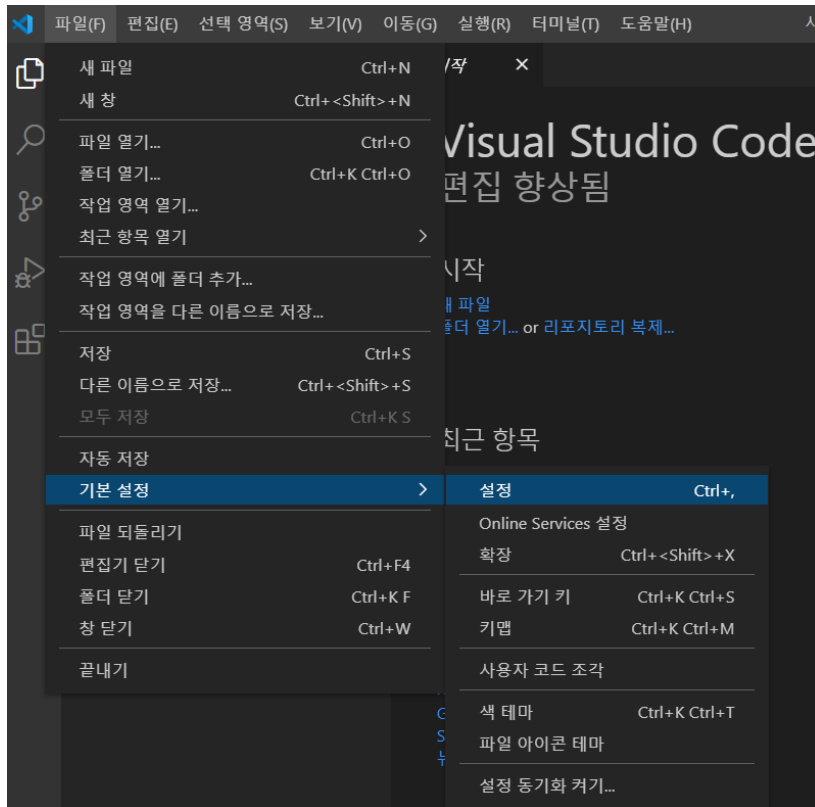 파일(F) 편집(E) 선택 영역(S) 보기(V) 이동(G) 실행(R) 터미널(T) 도움말(H)
새 파일 Ctrl+N
새 창 Ctrl+<Shift>+N
파일 열기... Ctrl+O
폴더 열기... Ctrl+K Ctrl+O
작업 영역 열기...
최근 항목 열기
작업 영역에 폴더 추가...
작업 영역을 다른 이름으로 저장...
저장 Ctrl+S
다른 이름으로 저장... Ctrl+<Shift>+S
모두 저장 Ctrl+K S
자동 저장
기본 설정
파일 되돌리기
편집기 닫기 Ctrl+F4
폴더 닫기 Ctrl+K F
창 닫기 Ctrl+W
끝내기
Visual Studio Code
편집 향상됨
시작
파일
폴더 열기... or 리포지토리 복제...
최근 항목
설정 Ctrl+,
Online Services 설정
확장 Ctrl+<Shift>+X
바로 가기 키 Ctrl+K Ctrl+S
키맵 Ctrl+K Ctrl+M
사용자 코드 조각
색 테마 Ctrl+K Ctrl+T
파일 아이콘 테마
설정 동기화 켜기...